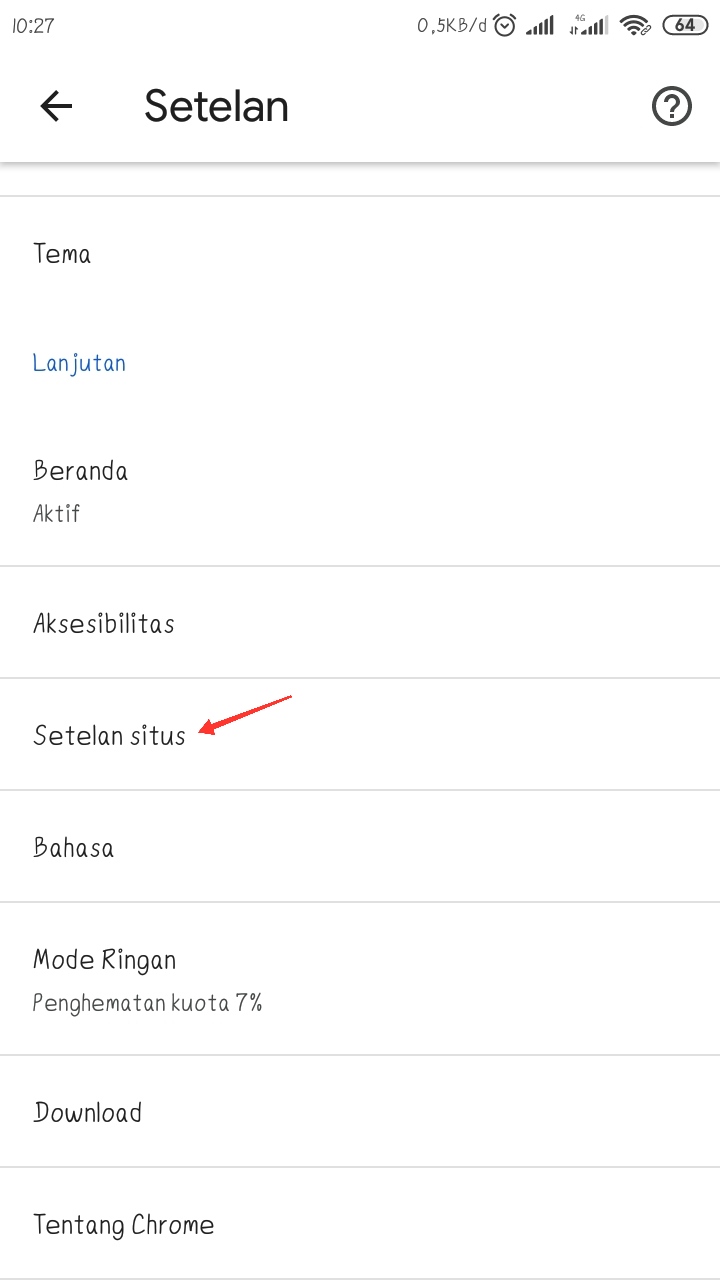 10:27
0,5KB/d
4G
64
Setelan
Tema
Lanjutan
Beranda
Aktif
Aksesibilitas
Setelan situs
Bahasa
Mode Ringan
Penghematan kuota 7%
Download
Tentang Chrome